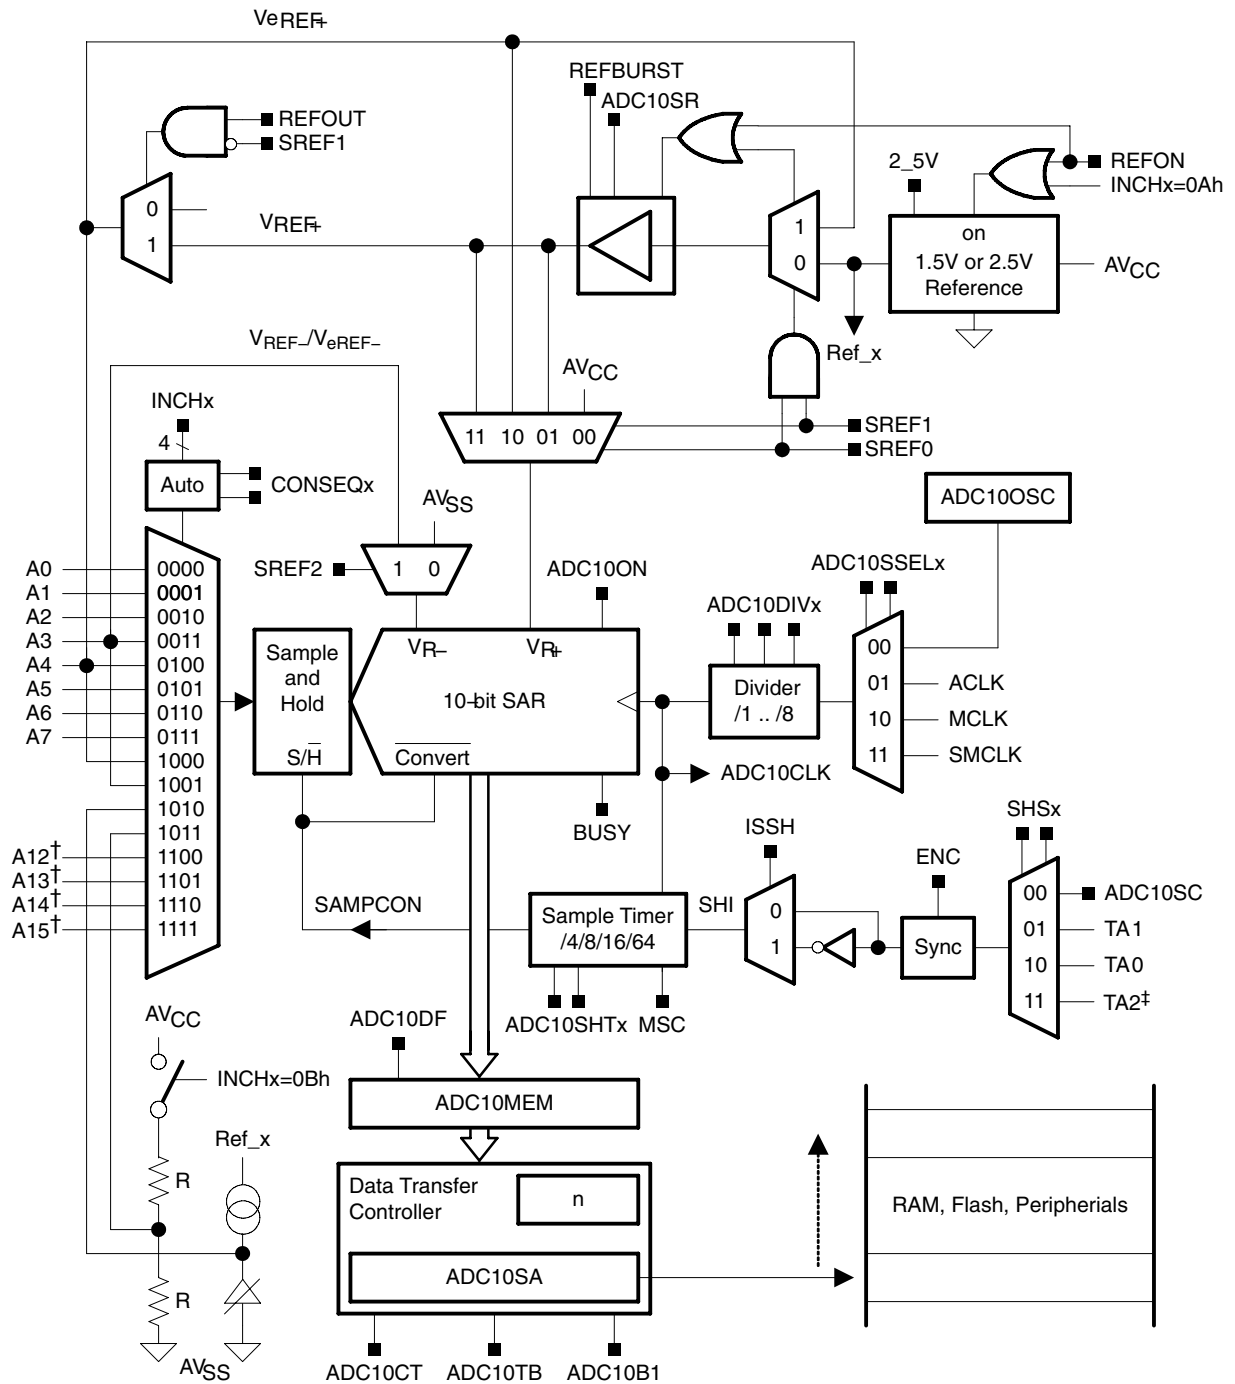 VeREF+
REFBURST
ADC10SR
REFOUT
SREF1
2_5V
REFON
INCHx=0Ah
0
1
VREF+
1
0
on
1.5V or 2.5V
Reference
AVCC
VREF−/VeREF−
Ref_x
AVCC
INCHx
4
11 10 01 00
SREF1
SREF0
Auto
CONSEQx
AVSS
ADC10OSC
SREF2
1 0
ADC10ON
ADC10SSELx
ADC10DIVx
A0
A1
A2
A3
A4
A5
A6
A7
A12†
A13†
A14†
A15†
0000
0001
0010
0011
0100
0101
0110
0111
1000
1001
1010
1011
1100
1101
1110
1111
Sample
and
Hold
S/H
VR−
VR+
10−bit SAR
Convert
Divider
/1 .. /8
00
01
10
11
ACLK
MCLK
SMCLK
ADC10CLK
BUSY
ISSH
ENC
SHSx
SAMPCON
Sample Timer
/4/8/16/64
SHI
0
1
Sync
00
01
10
11
ADC10SC
TA1
TA0
TA2‡
ADC10SHTx
MSC
AVCC
ADC10DF
INCHx=0Bh
ADC10MEM
Ref_x
R
Data Transfer
Controller
n
RAM, Flash, Peripherials
ADC10SA
R
AVSS
ADC10CT
ADC10TB
ADC10B1